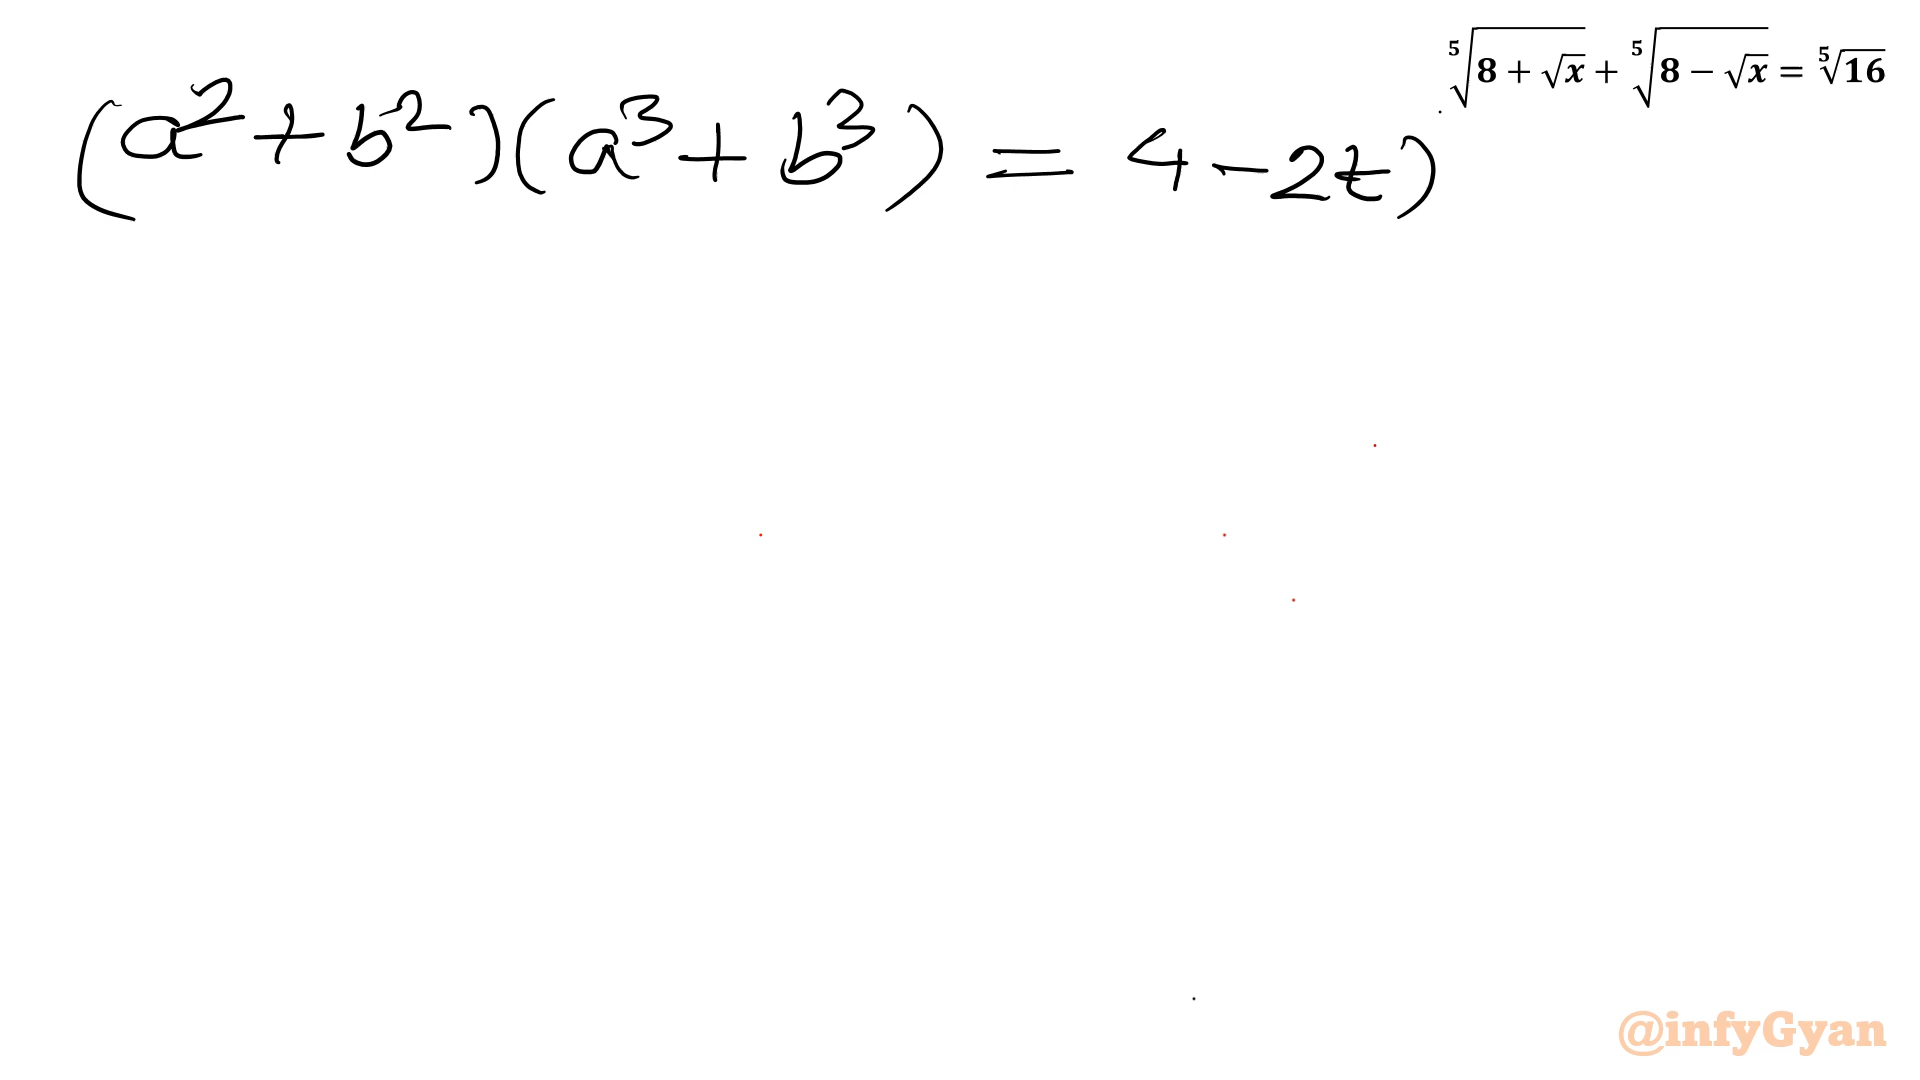 ⁵√(8 + √x) + ⁵√(8 − √x) = ⁵√16
(a² + b²)(a³ + b³) = 4 − 2t)
@infyGyan